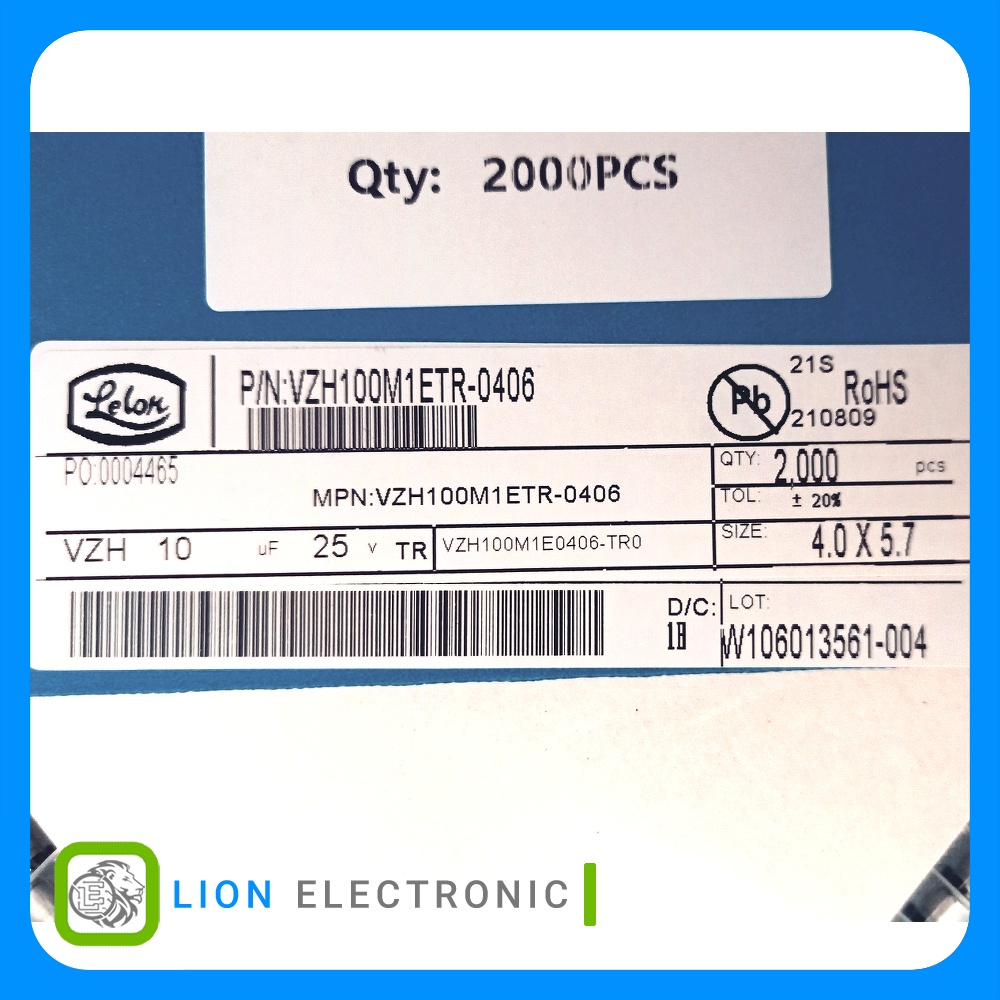 Qty: 2000PCS
Lelon
P/N:VZH100M1ETR-0406
Pb
21S
RoHS
210809
PO:0004465
MPN:VZH100M1ETR-0406
QTY: 2,000 pcs
TOL: ± 20%
VZH 10 uF 25 v TR
VZH100M1E0406-TR0
SIZE: 4.0 X 5.7
D/C:
LOT:
W106013561-004
LE
LION ELECTRONIC